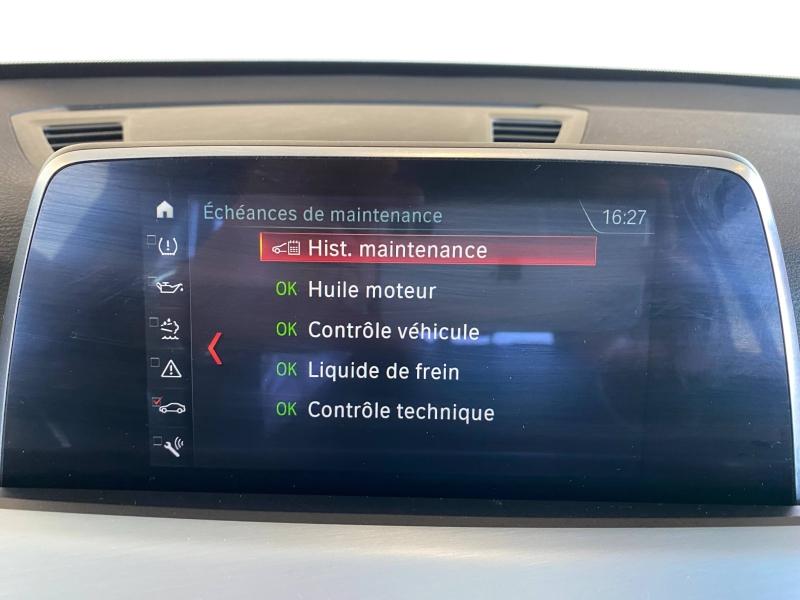 Échéances de maintenance
16:27
Hist. maintenance
OK Huile moteur
OK Contrôle véhicule
OK Liquide de frein
OK Contrôle technique